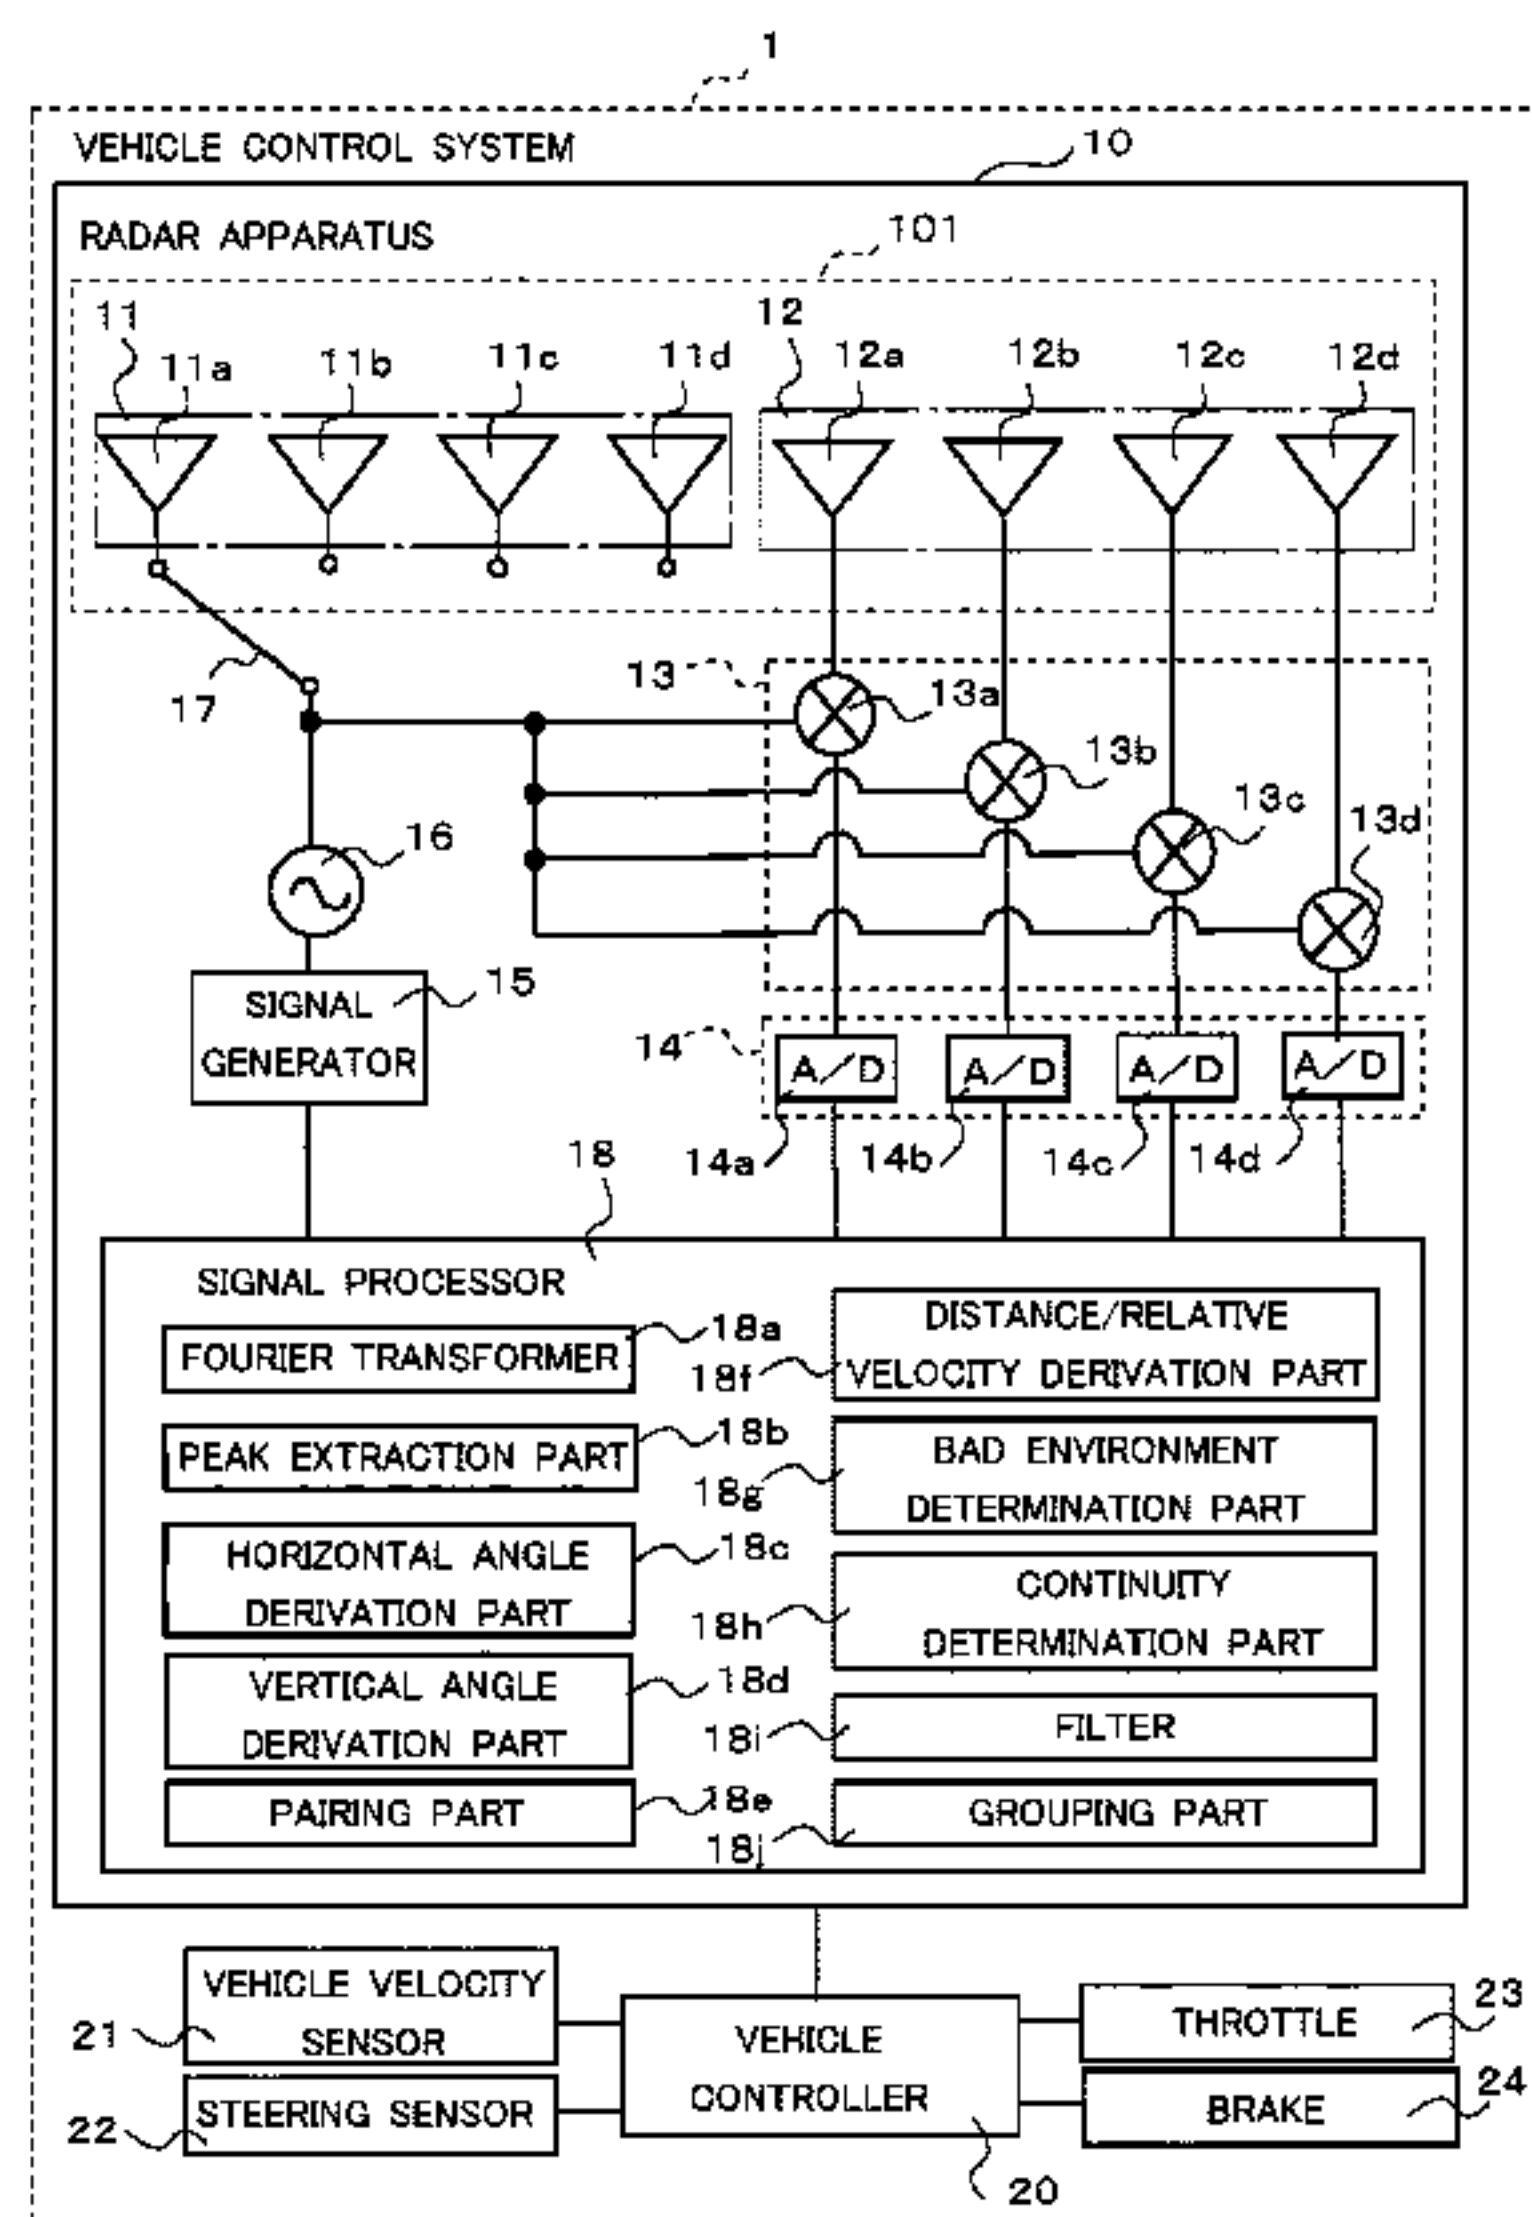 1
VEHICLE CONTROL SYSTEM
10
RADAR APPARATUS
101
11
12
11a
11b
11c
11d
12a
12b
12c
12d
13
13a
17
13b
13c
13d
16
15
SIGNAL
GENERATOR
14
A/D
A/D
A/D
A/D
14a
14b
14c
14d
18
SIGNAL PROCESSOR
FOURIER TRANSFORMER
18a
PEAK EXTRACTION PART
18b
HORIZONTAL ANGLE
DERIVATION PART
18c
VERTICAL ANGLE
DERIVATION PART
18d
PAIRING PART
18e
DISTANCE/RELATIVE
VELOCITY DERIVATION PART
18f
BAD ENVIRONMENT
DETERMINATION PART
18g
CONTINUITY
DETERMINATION PART
18h
FILTER
18i
GROUPING PART
18j
VEHICLE VELOCITY
SENSOR
21
STEERING SENSOR
22
VEHICLE
CONTROLLER
20
THROTTLE
23
BRAKE
24